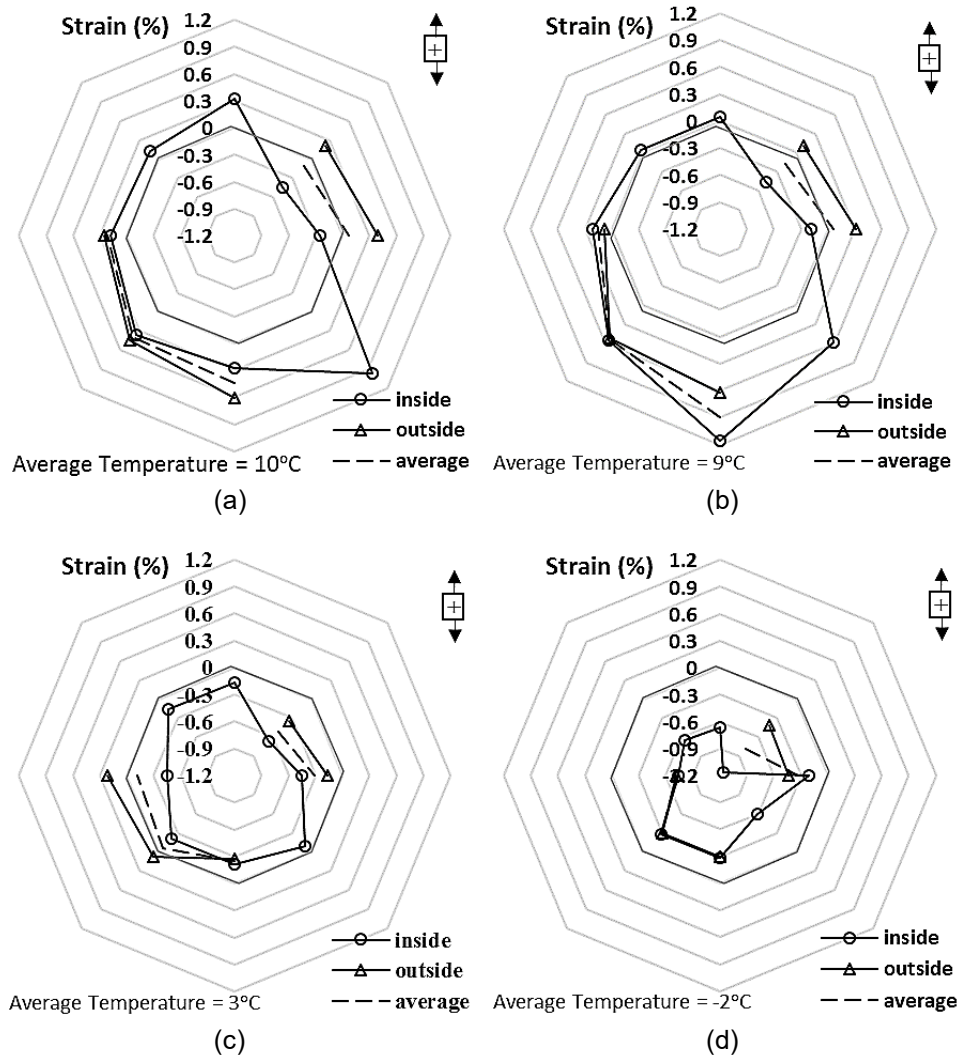 Strain (%)
1.2
0.9
0.6
0.3
0
-0.3
-0.6
-0.9
-1.2
+
inside
outside
average
Average Temperature = 10°C
(a)
Strain (%)
1.2
0.9
0.6
0.3
0
-0.3
-0.6
-0.9
-1.2
+
inside
outside
average
Average Temperature = 9°C
(b)
Strain (%)
1.2
0.9
0.6
0.3
0
-0.3
-0.6
-0.9
-1.2
+
inside
outside
average
Average Temperature = 3°C
(c)
Strain (%)
1.2
0.9
0.6
0.3
0
-0.3
-0.6
-0.9
-1.2
+
inside
outside
average
Average Temperature = -2°C
(d)